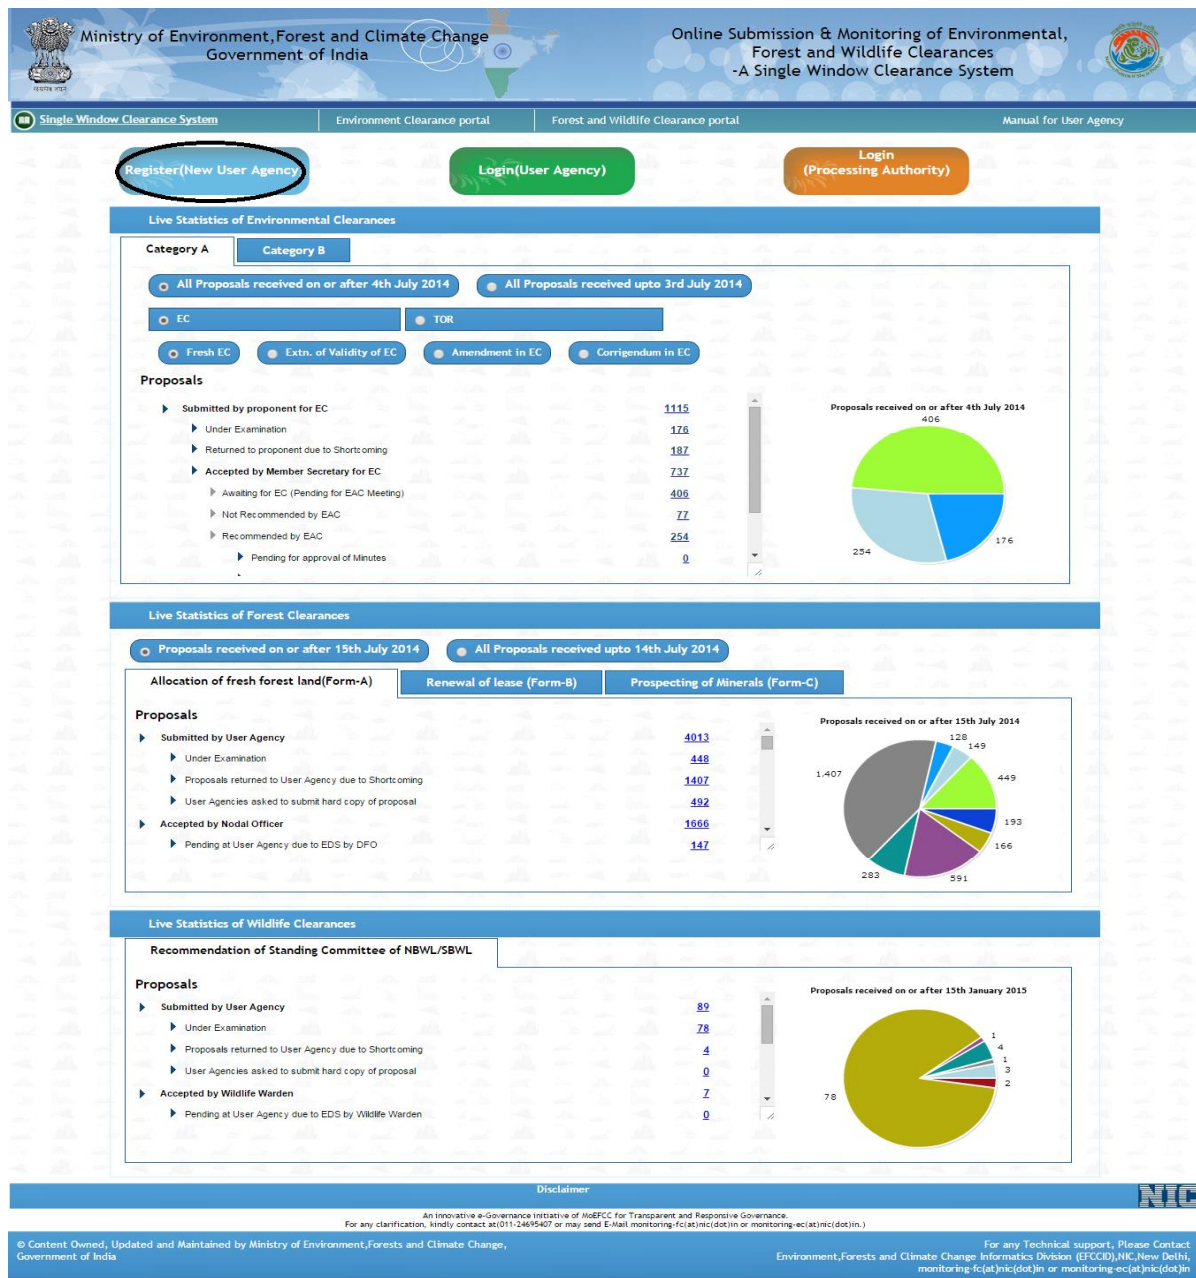 Ministry of Environment,Forest and Climate Change
Government of India
Online Submission & Monitoring of Environmental,
Forest and Wildlife Clearances
-A Single Window Clearance System
सत्यमेव जयते
Single Window Clearance System
Environment Clearance portal
Forest and Wildlife Clearance portal
Manual for User Agency
Register(New User Agency)
Login(User Agency)
Login
(Processing Authority)
Live Statistics of Environmental Clearances
Category A
Category B
All Proposals received on or after 4th July 2014
All Proposals received upto 3rd July 2014
EC
TOR
Fresh EC
Extn. of Validity of EC
Amendment in EC
Corrigendum in EC
Proposals
Submitted by proponent for EC 1115
Under Examination 176
Returned to proponent due to Shortcoming 187
Accepted by Member Secretary for EC 737
Awaiting for EC (Pending for EAC Meeting) 406
Not Recommended by EAC 77
Recommended by EAC 254
Pending for approval of Minutes 0
Proposals received on or after 4th July 2014
406
254
176
Live Statistics of Forest Clearances
Proposals received on or after 15th July 2014
All Proposals received upto 14th July 2014
Allocation of fresh forest land(Form-A)
Renewal of lease (Form-B)
Prospecting of Minerals (Form-C)
Proposals
Submitted by User Agency 4013
Under Examination 448
Proposals returned to User Agency due to Shortcoming 1407
User Agencies asked to submit hard copy of proposal 492
Accepted by Nodal Officer 1666
Pending at User Agency due to EDS by DFO 147
Proposals received on or after 15th July 2014
128
149
1,407
449
193
166
283
591
Live Statistics of Wildlife Clearances
Recommendation of Standing Committee of NBWL/SBWL
Proposals
Submitted by User Agency 89
Under Examination 78
Proposals returned to User Agency due to Shortcoming 4
User Agencies asked to submit hard copy of proposal 0
Accepted by Wildlife Warden 7
Pending at User Agency due to EDS by Wildlife Warden 0
Proposals received on or after 15th January 2015
1
4
1
3
2
78
Disclaimer
NIC
An innovative e-Governance initiative of MoEFCC for Transparent and Responsive Governance.
For any clarification, kindly contact at(011-24695407 or may send E-Mail monitoring-fc(at)nic(dot)in or monitoring-ec(at)nic(dot)in.)
© Content Owned, Updated and Maintained by Ministry of Environment,Forests and Climate Change,
Government of India
For any Technical support, Please Contact
Environment,Forests and Climate Change Informatics Division (EFCCID),NIC,New Delhi,
monitoring-fc(at)nic(dot)in or monitoring-ec(at)nic(dot)in